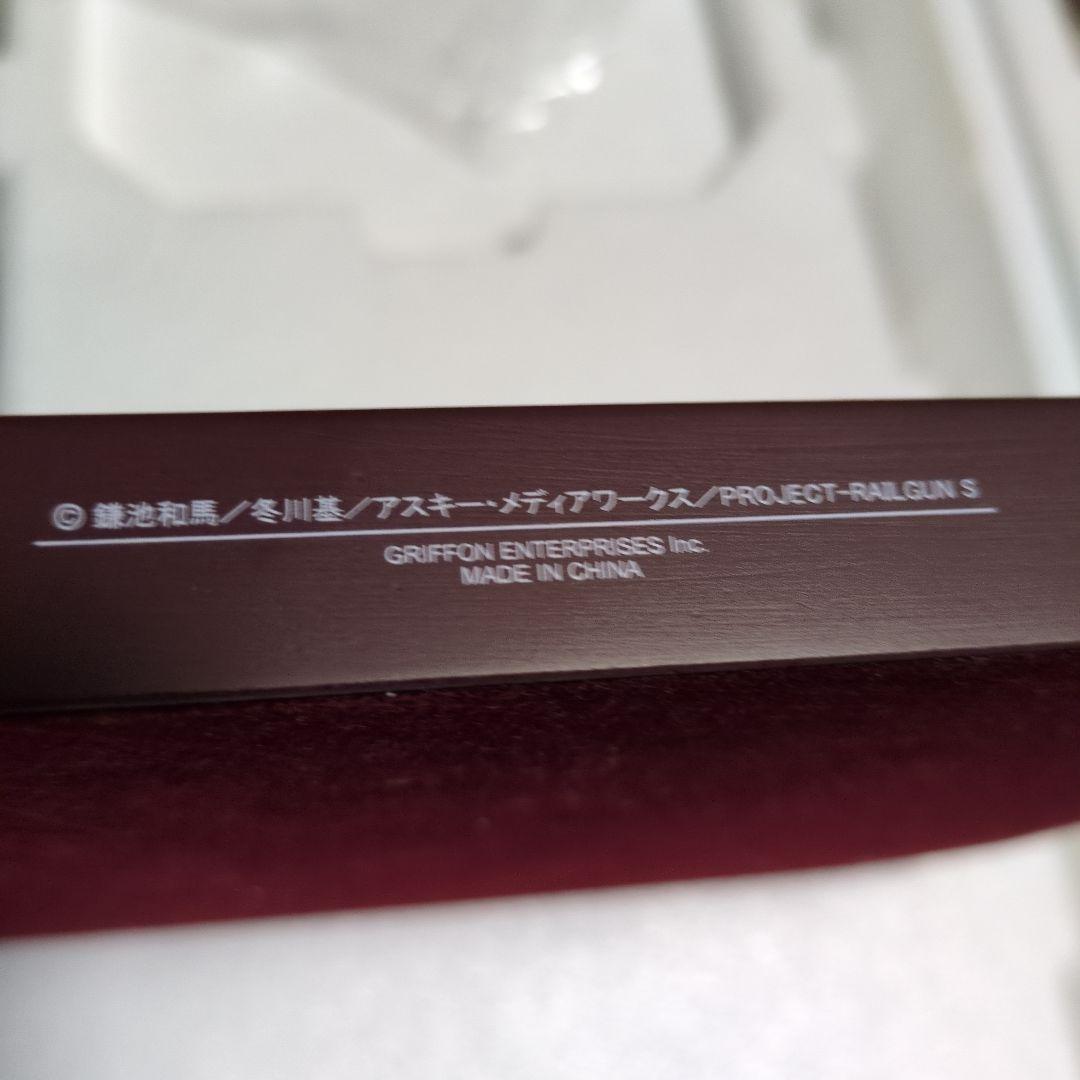 © 鎌池和馬／冬川基／アスキー・メディアワークス／PROJECT-RAILGUN S
GRIFFON ENTERPRISES Inc.
MADE IN CHINA